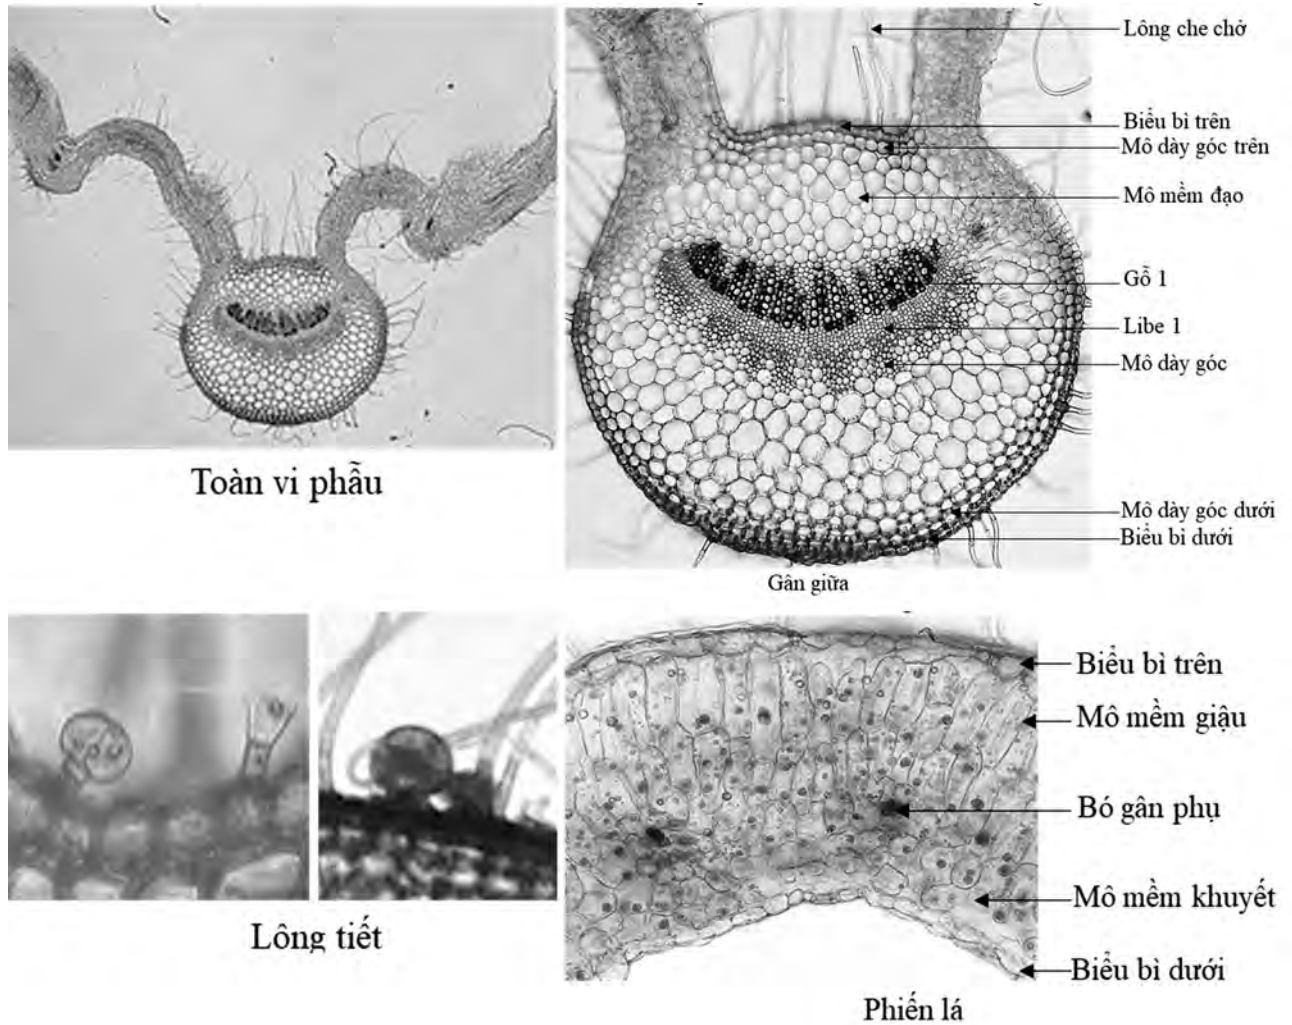 Lông che chở
Biểu bì trên
Mô dày góc trên
Mô mềm đạo
Gỗ 1
Libe 1
Mô dày góc
Mô dày góc dưới
Biểu bì dưới
Toàn vi phẫu
Gân giữa
Biểu bì trên
Mô mềm giậu
Bó gân phụ
Mô mềm khuyết
Biểu bì dưới
Lông tiết
Phiến lá